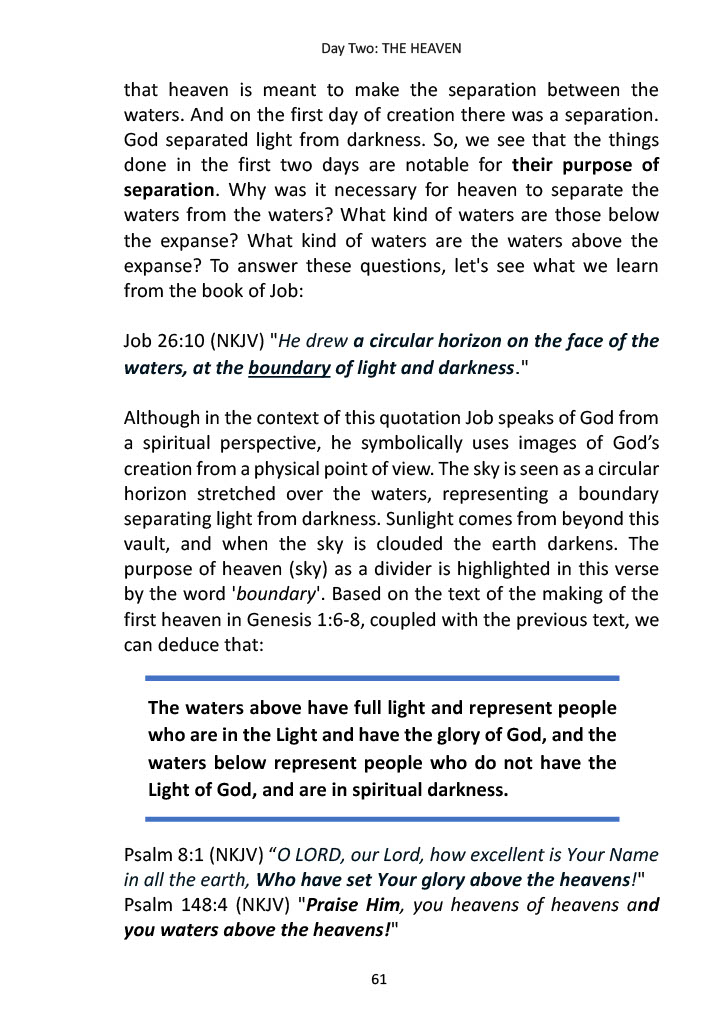 Day Two: THE HEAVEN
that heaven is meant to make the separation between the
waters. And on the first day of creation there was a separation.
God separated light from darkness. So, we see that the things
done in the first two days are notable for their purpose of
separation. Why was it necessary for heaven to separate the
waters from the waters? What kind of waters are those below
the expanse? What kind of waters are the waters above the
expanse? To answer these questions, let's see what we learn
from the book of Job:
Job 26:10 (NKJV) "He drew a circular horizon on the face of the
waters, at the boundary of light and darkness."
Although in the context of this quotation Job speaks of God from
a spiritual perspective, he symbolically uses images of God’s
creation from a physical point of view. The sky is seen as a circular
horizon stretched over the waters, representing a boundary
separating light from darkness. Sunlight comes from beyond this
vault, and when the sky is clouded the earth darkens. The
purpose of heaven (sky) as a divider is highlighted in this verse
by the word 'boundary'. Based on the text of the making of the
first heaven in Genesis 1:6-8, coupled with the previous text, we
can deduce that:
The waters above have full light and represent people
who are in the Light and have the glory of God, and the
waters below represent people who do not have the
Light of God, and are in spiritual darkness.
Psalm 8:1 (NKJV) “O LORD, our Lord, how excellent is Your Name
in all the earth, Who have set Your glory above the heavens!"
Psalm 148:4 (NKJV) "Praise Him, you heavens of heavens and
you waters above the heavens!"
61